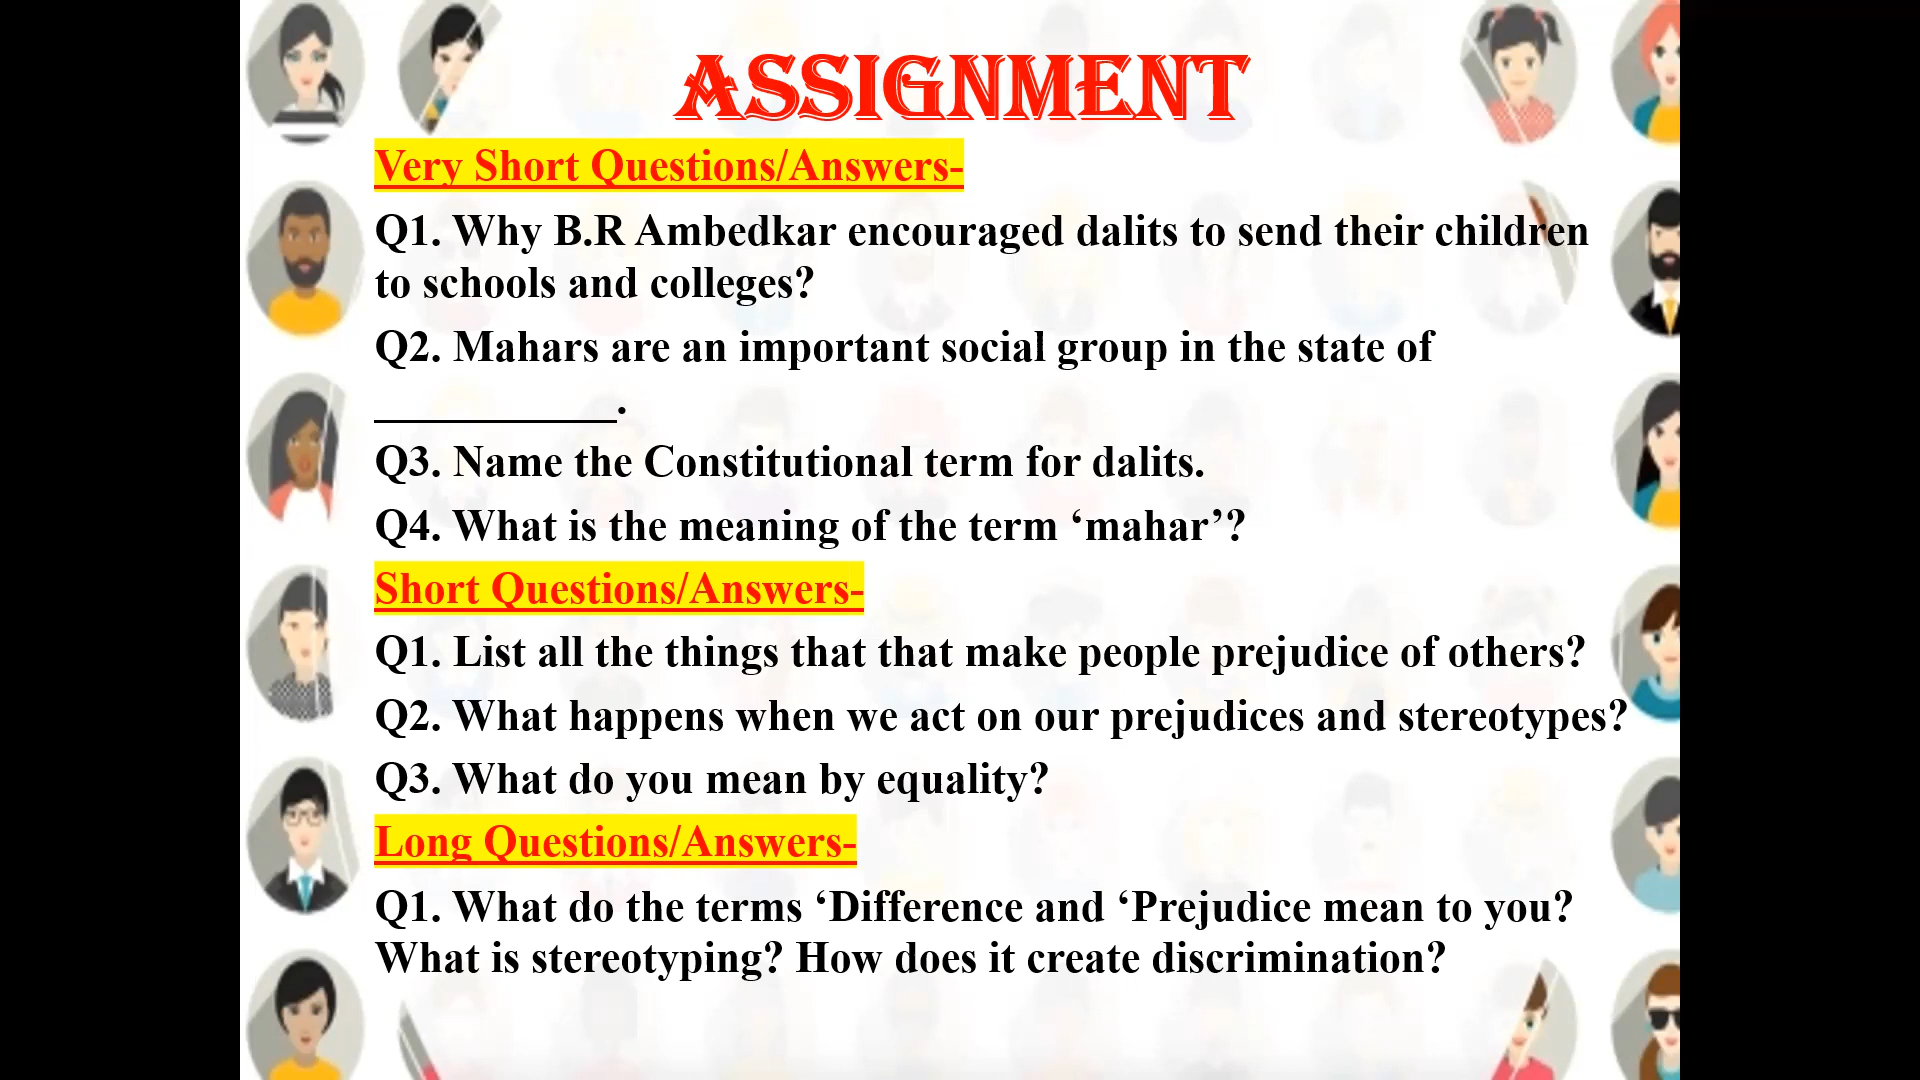 ASSIGNMENT
Very Short Questions/Answers-
Q1. Why B.R Ambedkar encouraged dalits to send their children
to schools and colleges?
Q2. Mahars are an important social group in the state of
___________.
Q3. Name the Constitutional term for dalits.
Q4. What is the meaning of the term ‘mahar’?
Short Questions/Answers-
Q1. List all the things that that make people prejudice of others?
Q2. What happens when we act on our prejudices and stereotypes?
Q3. What do you mean by equality?
Long Questions/Answers-
Q1. What do the terms ‘Difference and ‘Prejudice mean to you?
What is stereotyping? How does it create discrimination?